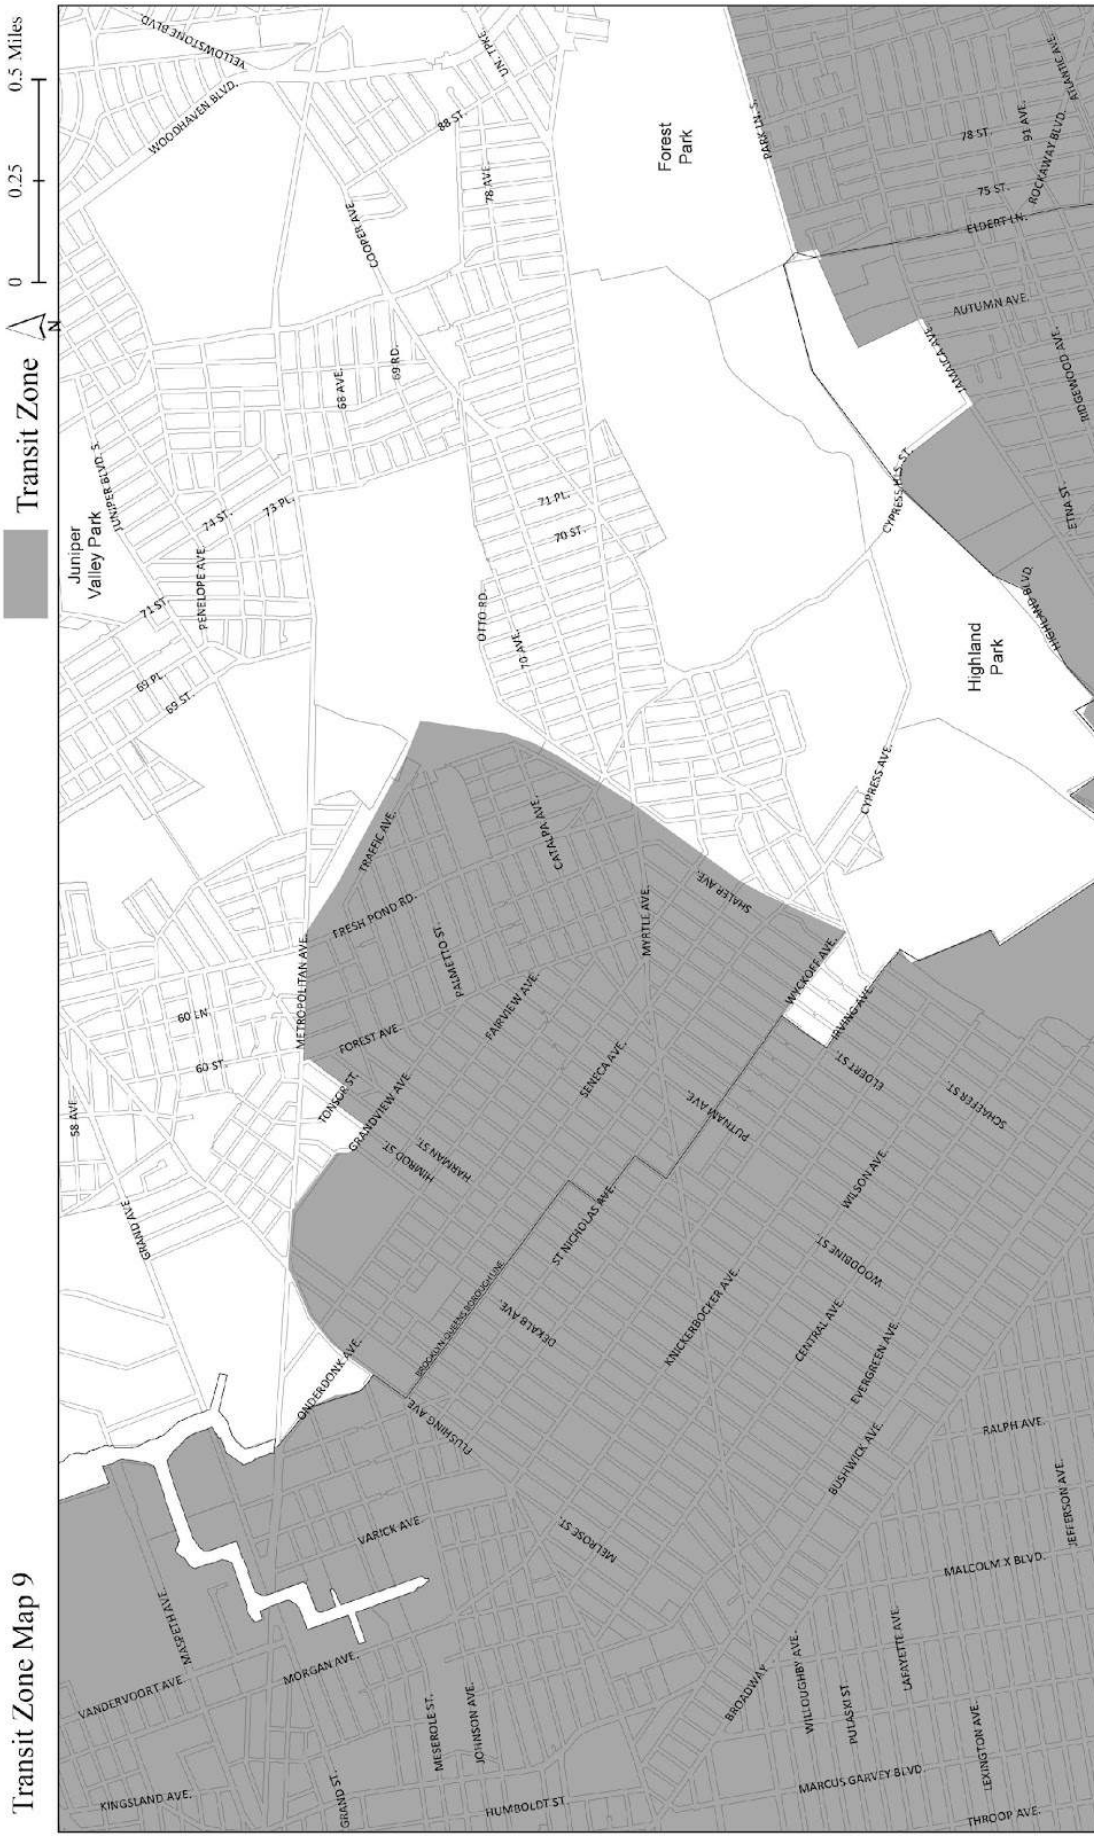 Transit Zone Map 9
Transit Zone
N
0 0.25 0.5 Miles
KINGSLAND AVE.
VANDERVOORT AVE.
MASPETH AVE.
MORGAN AVE.
GRAND ST.
MESEROLE ST.
JOHNSON AVE.
HUMBOLDT ST.
VARICK AVE
MELROSE ST.
FLUSHING AVE.
BROADWAY
WILLOUGHBY AVE.
PULASKI ST
LAFAYETTE AVE.
MARCUS GARVEY BLVD.
LEXINGTON AVE.
THROOP AVE.
MALCOLM X BLVD.
JEFFERSON AVE.
RALPH AVE.
BUSHWICK AVE.
EVERGREEN AVE.
CENTRAL AVE.
KNICKERBOCKER AVE.
WOODBINE ST.
WILSON AVE.
SCHAEFER ST.
ELDERT ST.
IRVING AVE.
WYCKOFF AVE.
PUTNAM AVE.
DEKALB AVE.
ST NICHOLAS AVE.
BROOKLYN QUEENS BOROUGH LINE
ONDERDONK AVE.
HIMROD ST.
HARMAN ST.
GRANDVIEW AVE.
TONSOR ST.
FOREST AVE.
SENECA AVE.
FAIRVIEW AVE.
PALMETTO ST.
FRESH POND RD.
TRAFFIC AVE.
CATALPA AVE.
MYRTLE AVE.
SHALER AVE.
CYPRESS AVE.
METROPOLITAN AVE.
GRAND AVE
58 AVE.
60 ST.
60 LN.
69 ST.
69 PL.
71 ST.
PENELOPE AVE.
Juniper
Valley Park
JUNIPER BLVD. S.
74 ST.
73 PL.
68 AVE.
69 RD.
OTTO RD.
70 AVE.
70 ST.
71 PL.
COOPER AVE.
78 AVE.
88 ST.
UN. TPKE.
WOODHAVEN BLVD.
YELLOWSTONE BLVD.
Forest
Park
PARK LN. S.
Highland
Park
HIGHLAND BLVD.
CYPRESS HLS. ST.
JAMAICA AVE.
ETNA ST.
RIDGEWOOD AVE.
AUTUMN AVE.
ELDERT LN.
75 ST.
78 ST.
91 AVE.
ROCKAWAY BLVD.
ATLANTIC AVE.